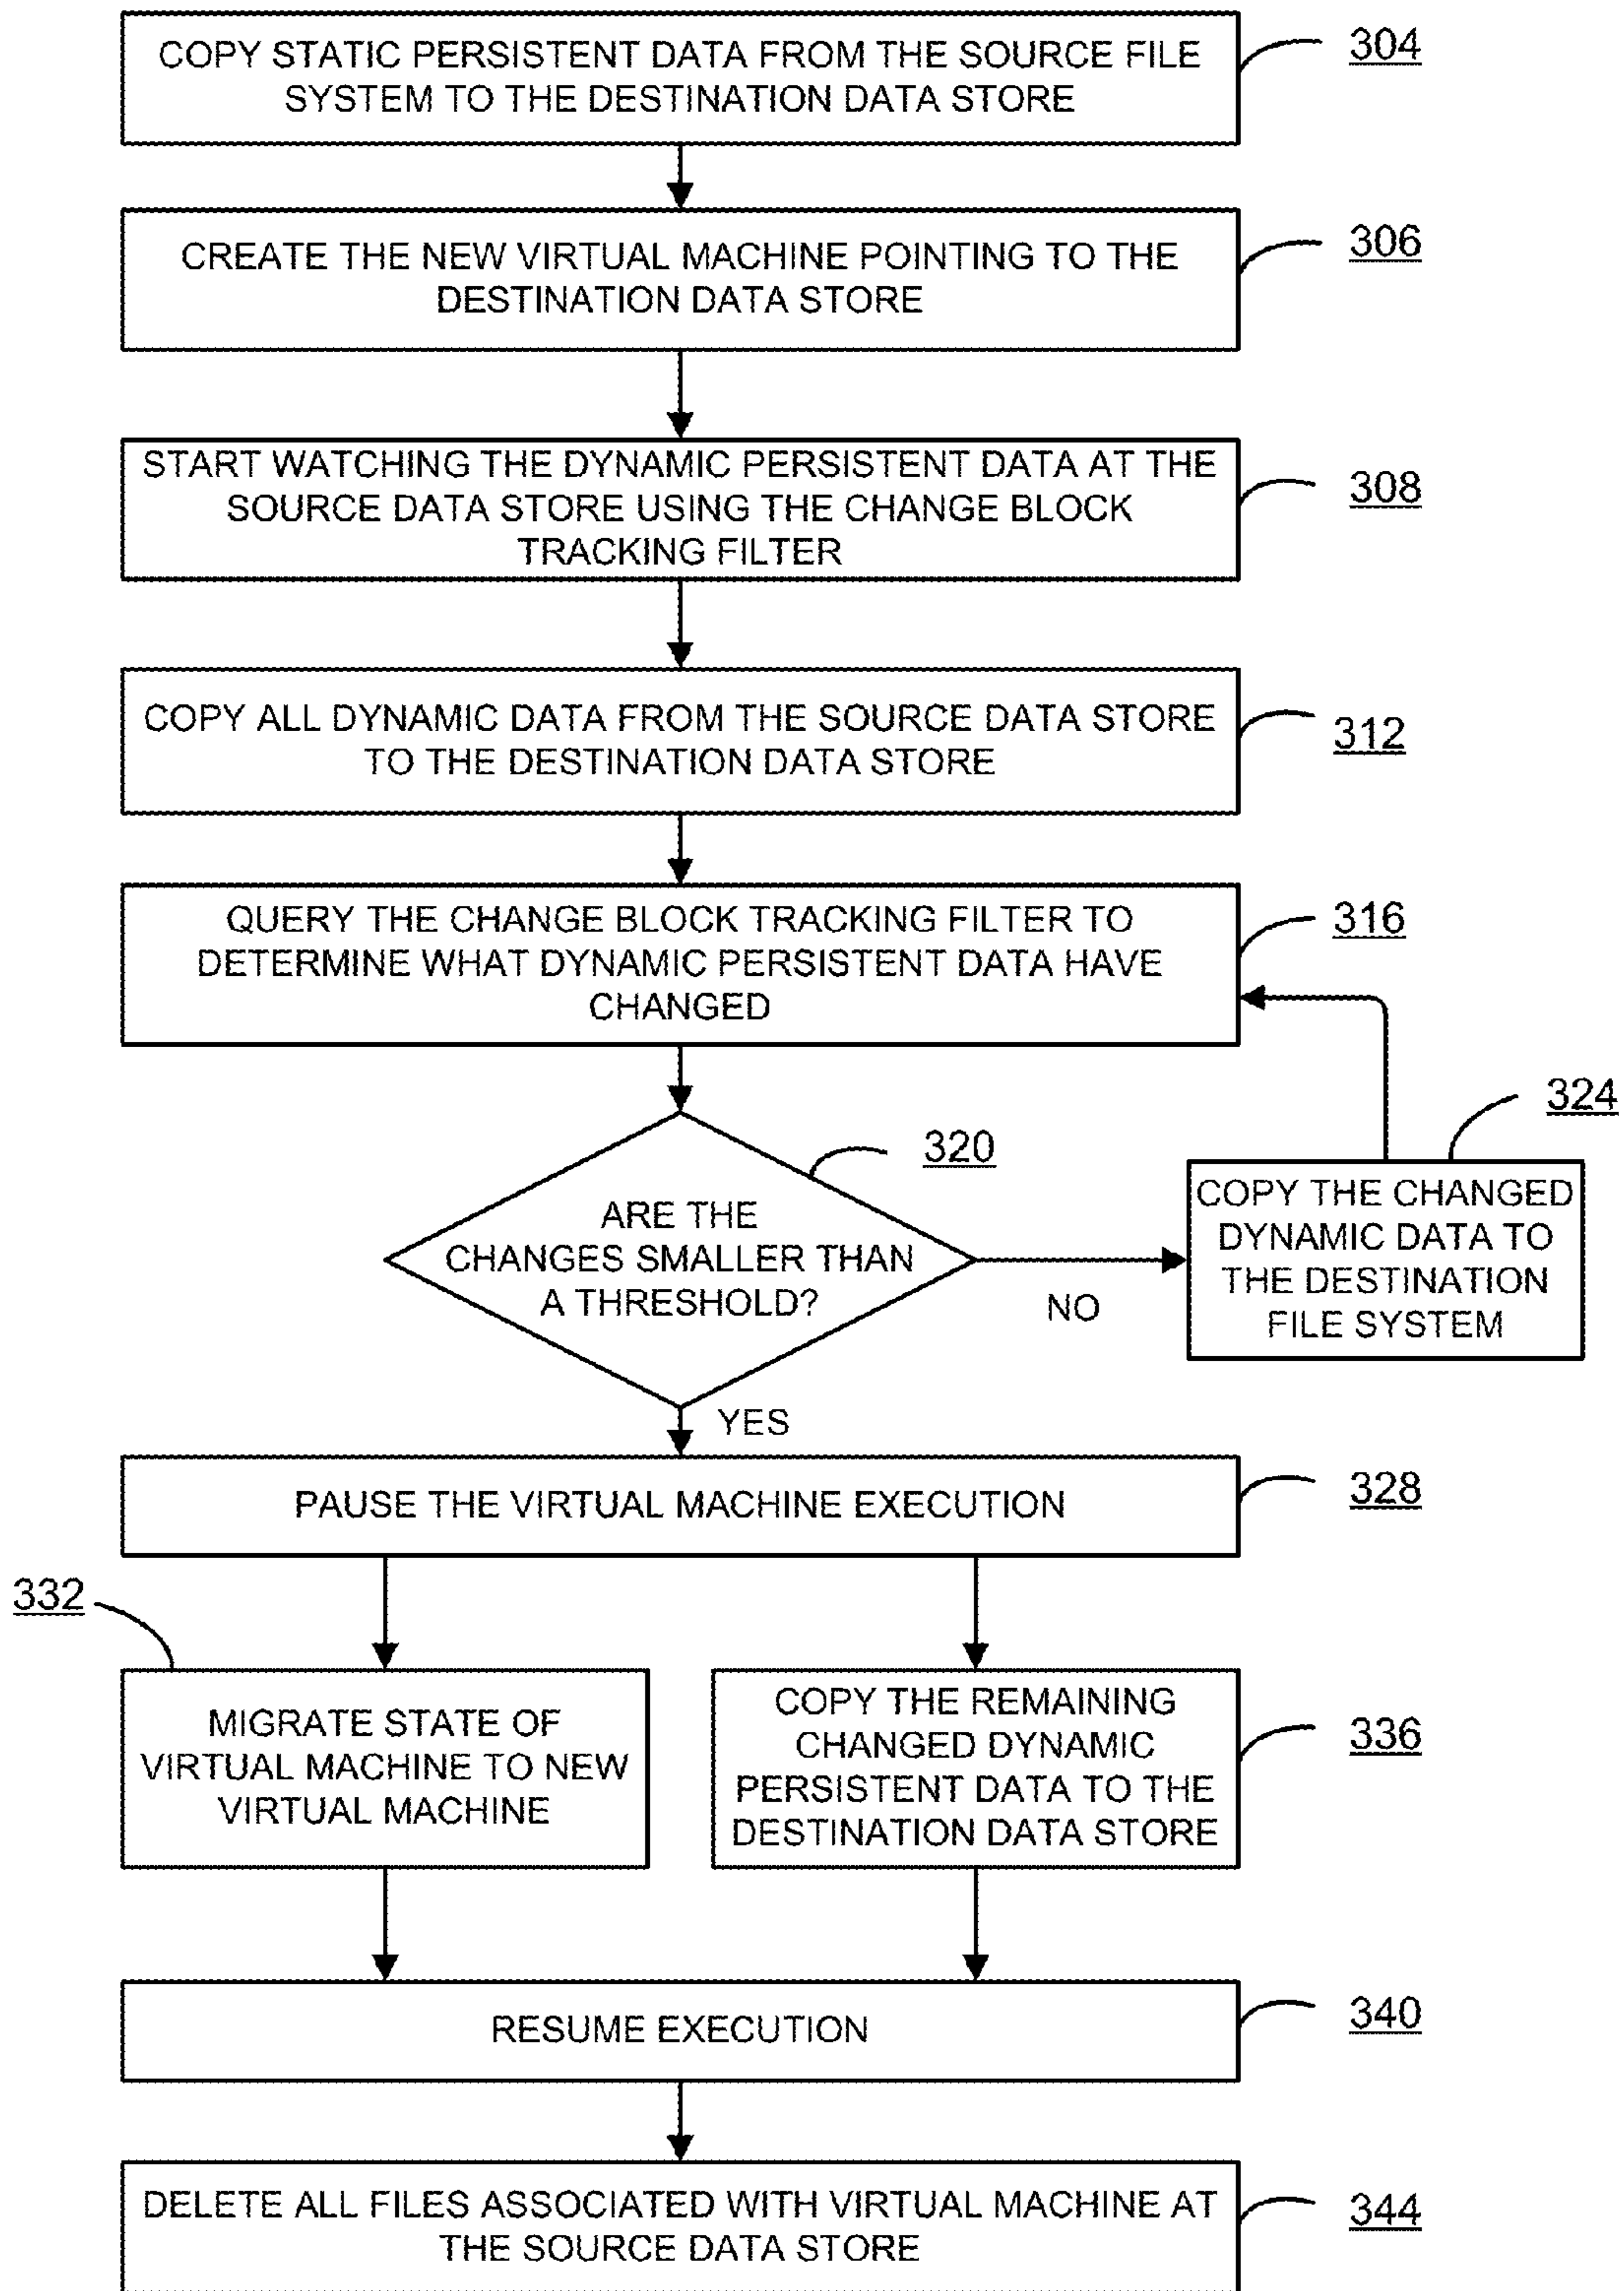 COPY STATIC PERSISTENT DATA FROM THE SOURCE FILE
SYSTEM TO THE DESTINATION DATA STORE
304
CREATE THE NEW VIRTUAL MACHINE POINTING TO THE
DESTINATION DATA STORE
306
START WATCHING THE DYNAMIC PERSISTENT DATA AT THE
SOURCE DATA STORE USING THE CHANGE BLOCK
TRACKING FILTER
308
COPY ALL DYNAMIC DATA FROM THE SOURCE DATA STORE
TO THE DESTINATION DATA STORE
312
QUERY THE CHANGE BLOCK TRACKING FILTER TO
DETERMINE WHAT DYNAMIC PERSISTENT DATA HAVE
CHANGED
316
ARE THE
CHANGES SMALLER THAN
A THRESHOLD?
320
NO
COPY THE CHANGED
DYNAMIC DATA TO
THE DESTINATION
FILE SYSTEM
324
YES
PAUSE THE VIRTUAL MACHINE EXECUTION
328
332
MIGRATE STATE OF
VIRTUAL MACHINE TO NEW
VIRTUAL MACHINE
COPY THE REMAINING
CHANGED DYNAMIC
PERSISTENT DATA TO THE
DESTINATION DATA STORE
336
RESUME EXECUTION
340
DELETE ALL FILES ASSOCIATED WITH VIRTUAL MACHINE AT
THE SOURCE DATA STORE
344